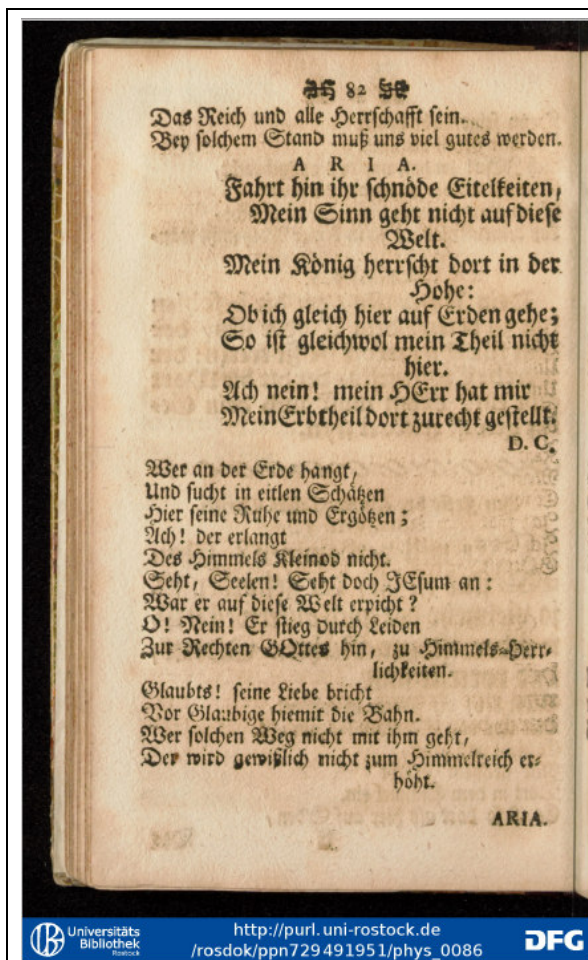 82
Das Reich und alle Herrschafft sein.
Bey solchem Stand muß uns viel gutes werden.
A R I A.
Fahrt hin ihr schnöde Eitelkeiten,
Mein Sinn geht nicht auf diese
Welt.
Mein König herrscht dort in der
Hohe:
Ob ich gleich hier auf Erden gehe;
So ist gleichwol mein Theil nicht
hier.
Ach nein! mein HErr hat mir
Mein Erbtheil dort zurecht gestellt.
D. C.
Wer an der Erde hangt,
Und sucht in eitlen Schätzen
Hier seine Ruhe und Ergötzen;
Ach! der erlangt
Des Himmels Kleinod nicht.
Seht, Seelen! Seht doch JEsum an:
War er auf diese Welt erpicht?
O! Nein! Er stieg durch Leiden
Zur Rechten GOttes hin, zu Himmels-Herr-
lichkeiten.
Glaubts! seine Liebe bricht
Vor Glaubige hiemit die Bahn.
Wer solchen Weg nicht mit ihm geht,
Der wird gewißlich nicht zum Himmelreich er-
höht.
ARIA.
Universitäts
Bibliothek
Rostock
http://purl.uni-rostock.de
/rosdok/ppn729491951/phys_0086
DFG